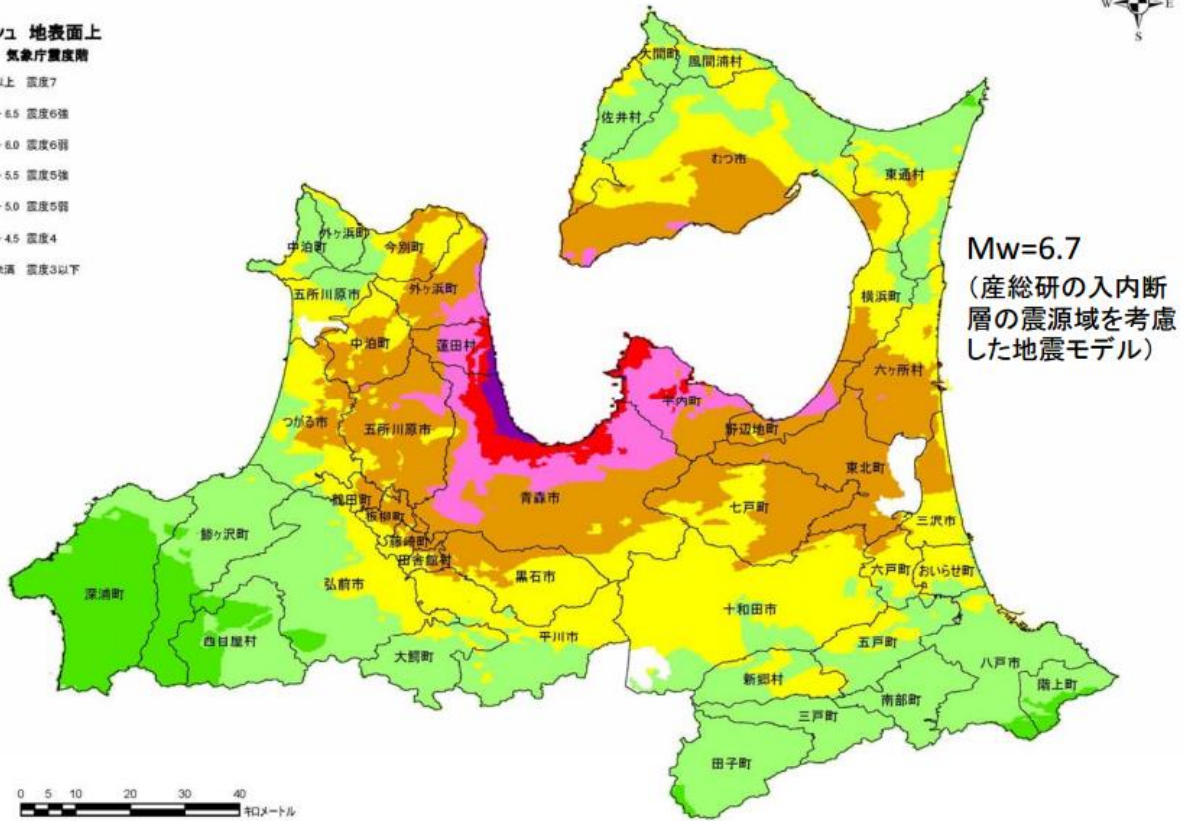 ュ 地表面上
気象庁震度階
以上 震度7
6.5 震度6強
6.0 震度6弱
5.5 震度5強
5.0 震度5弱
4.5 震度4
未満 震度3以下
W
E
S
大間町
風間浦村
佐井村
むつ市
東通村
外ヶ浜町
中泊町
今別町
五所川原市
外ヶ浜町
横浜町
Mw=6.7
(産総研の入内断
層の震源域を考慮
した地震モデル)
中泊町
蓬田村
六ヶ所村
平内町
つがる市
五所川原市
野辺地町
東北町
青森市
七戸町
鶴田町
板柳町
三沢市
鯵ヶ沢町
藤崎町
田舎館村
黒石市
六戸町
おいらせ町
深浦町
弘前市
十和田市
西目屋村
平川市
五戸町
大鰐町
新郷村
八戸市
階上町
南部町
三戸町
田子町
0 5 10 20 30 40
キロメートル